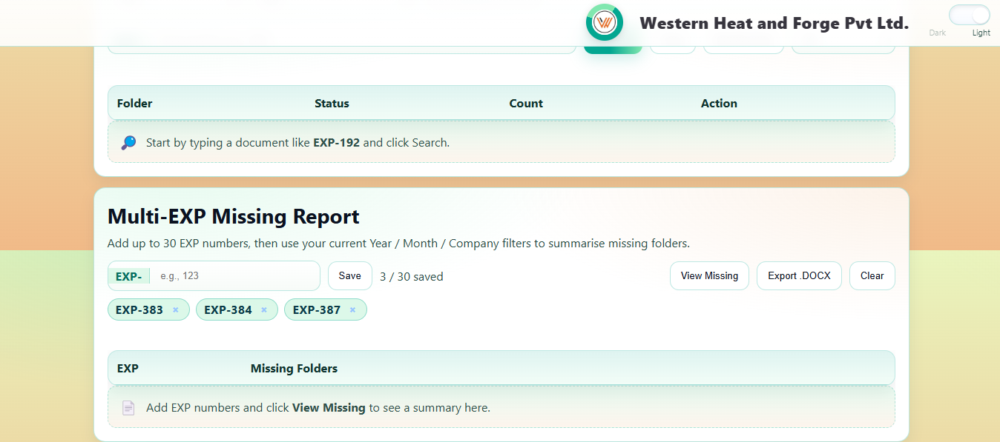 Western Heat and Forge Pvt Ltd.
Dark Light
Folder Status Count Action
Start by typing a document like EXP-192 and click Search.
Multi-EXP Missing Report
Add up to 30 EXP numbers, then use your current Year / Month / Company filters to summarise missing folders.
EXP- e.g., 123 Save 3 / 30 saved View Missing Export .DOCX Clear
EXP-383 × EXP-384 × EXP-387 ×
EXP Missing Folders
Add EXP numbers and click View Missing to see a summary here.